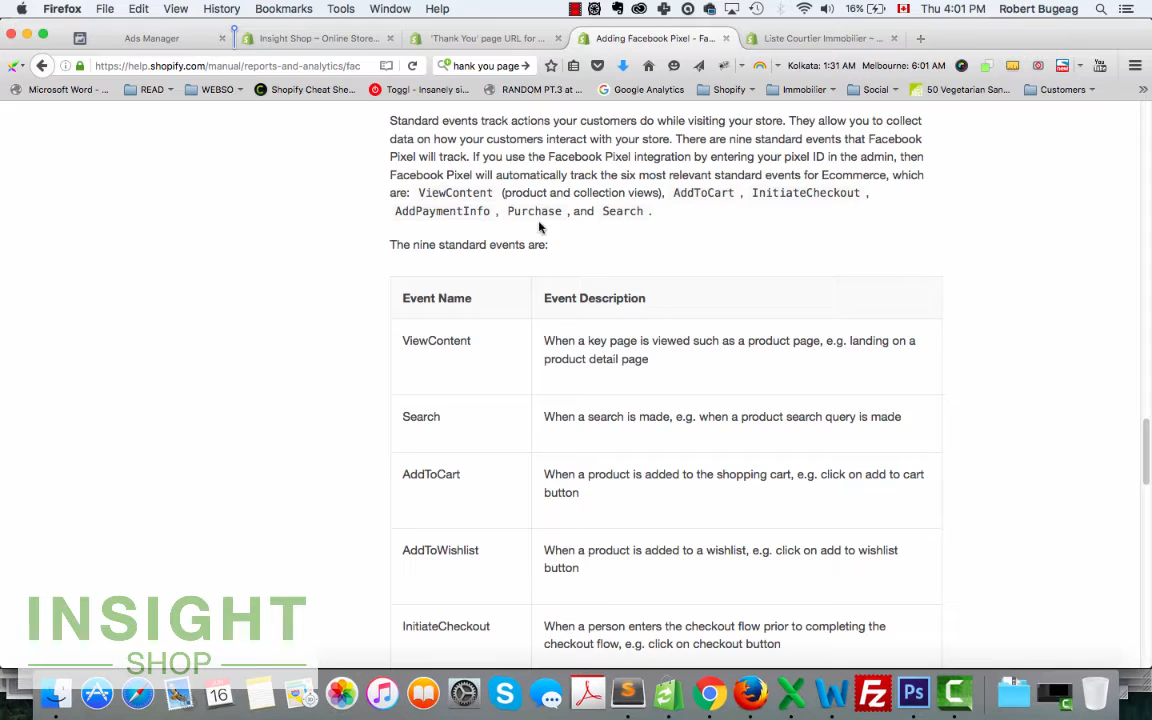 Firefox File Edit View History Bookmarks Tools Window Help 16% Thu 4:01 PM Robert Bugeag
Ads Manager Insight Shop ~ Online Store... 'Thank You' page URL for ... Adding Facebook Pixel - Fa... Liste Courtier Immobilier ~ ...
https://help.shopify.com/manual/reports-and-analytics/fac hank you page Kolkata: 1:31 AM Melbourne: 6:01 AM
Microsoft Word - ... READ WEBSO Shopify Cheat She... Toggl - Insanely si... RANDOM PT.3 at ... Google Analytics Shopify Immobilier Social 50 Vegetarian San... Customers
Standard events track actions your customers do while visiting your store. They allow you to collect
data on how your customers interact with your store. There are nine standard events that Facebook
Pixel will track. If you use the Facebook Pixel integration by entering your pixel ID in the admin, then
Facebook Pixel will automatically track the six most relevant standard events for Ecommerce, which
are: ViewContent (product and collection views), AddToCart , InitiateCheckout ,
AddPaymentInfo , Purchase ,and Search .
The nine standard events are:
Event Name Event Description
ViewContent When a key page is viewed such as a product page, e.g. landing on a
product detail page
Search When a search is made, e.g. when a product search query is made
AddToCart When a product is added to the shopping cart, e.g. click on add to cart
button
AddToWishlist When a product is added to a wishlist, e.g. click on add to wishlist
button
InitiateCheckout When a person enters the checkout flow prior to completing the
checkout flow, e.g. click on checkout button
INSIGHT
SHOP
16